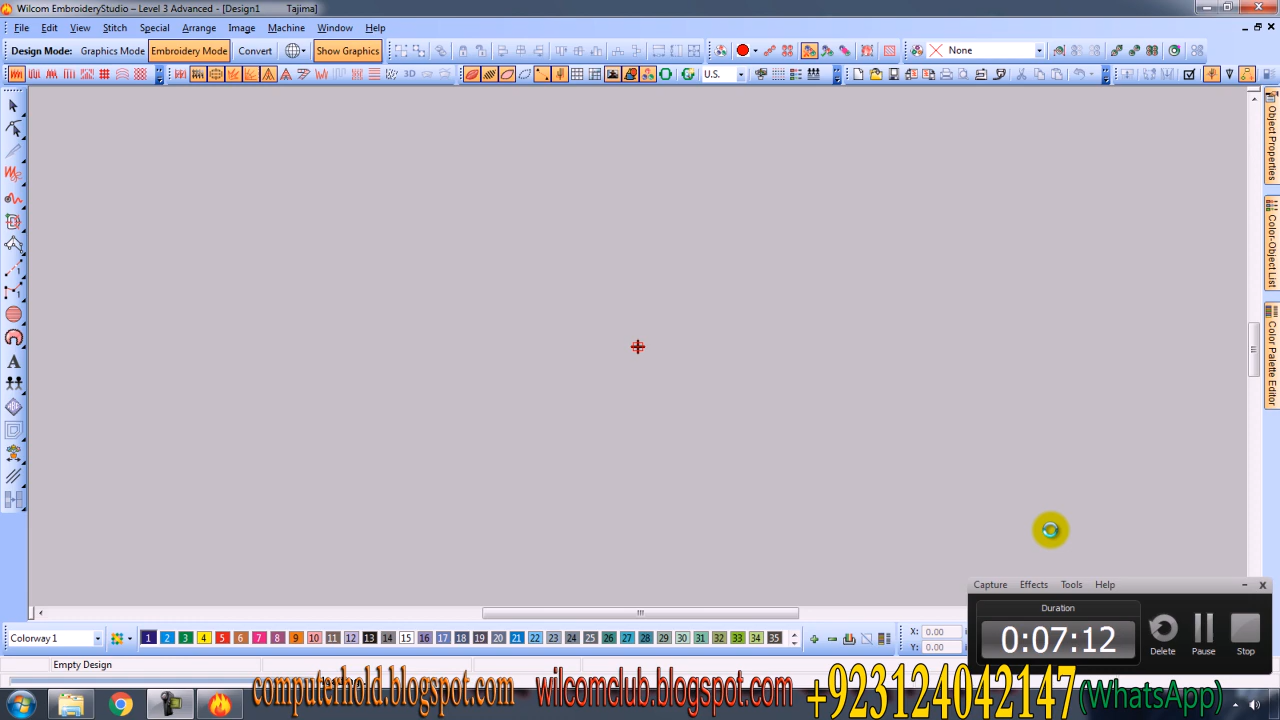 Wilcom EmbroideryStudio – Level 3 Advanced - [Design1 Tajima]
File Edit View Stitch Special Arrange Image Machine Window Help
Design Mode: Graphics Mode Embroidery Mode Convert Show Graphics None
3D U.S.
Object Properties
Color-Object List
Color Palette Editor
Capture Effects Tools Help
Duration
0:07:12
Delete Pause Stop
Colorway 1 1 2 3 4 5 6 7 8 9 10 11 12 13 14 15 16 17 18 19 20 21 22 23 24 25 26 27 28 29 30 31 32 33 34 35
X: 0.00
Y: 0.00
Empty Design
computerhold.blogspot.com wilcomclub.blogspot.com +923124042147 (WhatsApp)